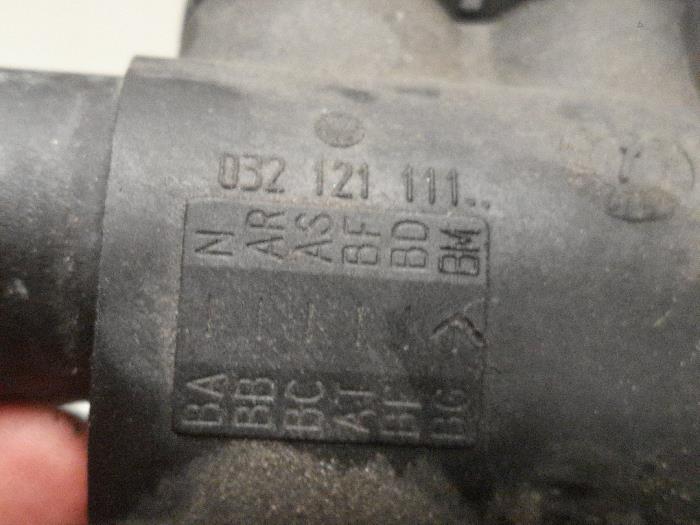 032 121 111..
N AR AS BF BD BM
BA BB BC AJ BH BG